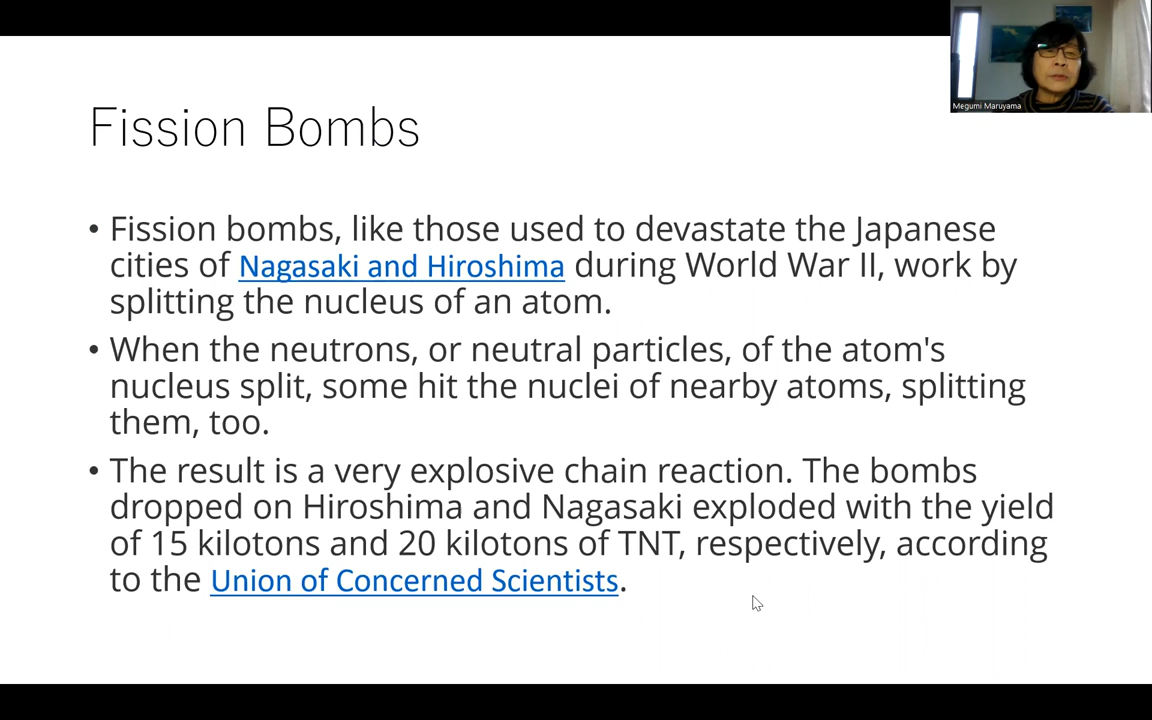 Megumi Maruyama
Fission Bombs
• Fission bombs, like those used to devastate the Japanese
cities of Nagasaki and Hiroshima during World War II, work by
splitting the nucleus of an atom.
• When the neutrons, or neutral particles, of the atom's
nucleus split, some hit the nuclei of nearby atoms, splitting
them, too.
• The result is a very explosive chain reaction. The bombs
dropped on Hiroshima and Nagasaki exploded with the yield
of 15 kilotons and 20 kilotons of TNT, respectively, according
to the Union of Concerned Scientists.